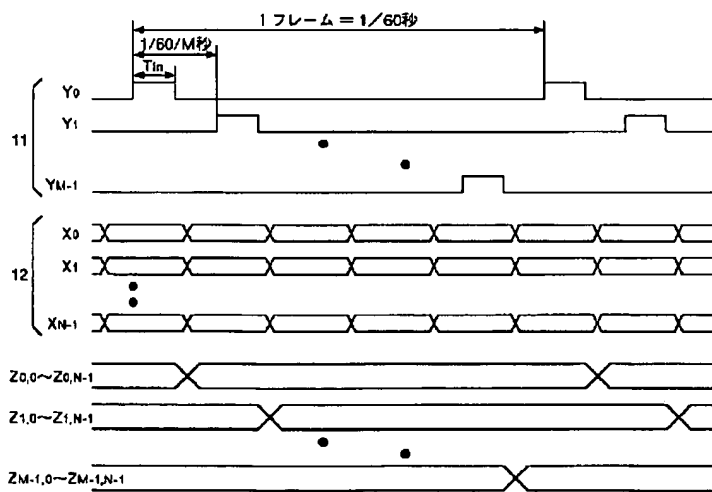 1 フレーム = 1／60秒
1/60/M秒
Tin
Y0
Y1
11
YM-1
X0
X1
12
XN-1
Z0,0～Z0,N-1
Z1,0～Z1,N-1
ZM-1,0～ZM-1,N-1